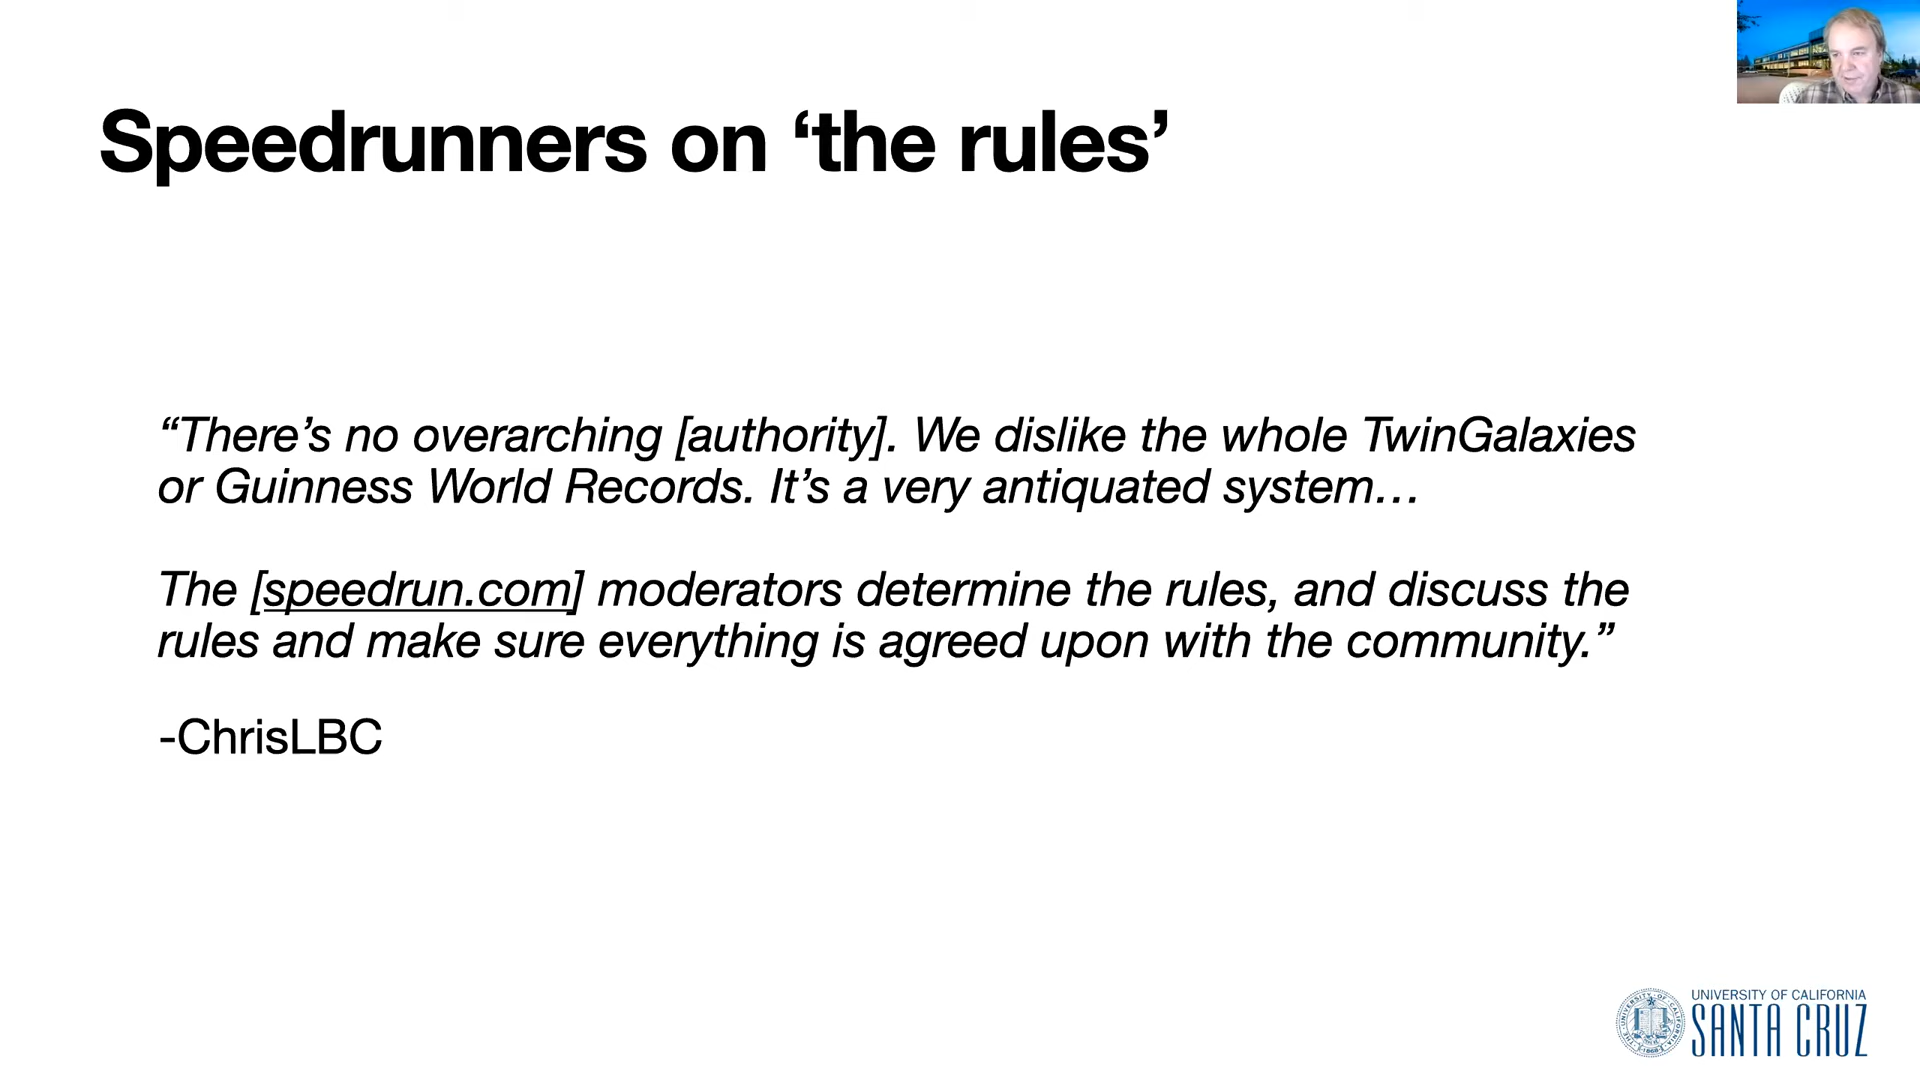 Speedrunners on ‘the rules’
“There’s no overarching [authority]. We dislike the whole TwinGalaxies
or Guinness World Records. It’s a very antiquated system…
The [speedrun.com] moderators determine the rules, and discuss the
rules and make sure everything is agreed upon with the community.”
-ChrisLBC
UNIVERSITY OF CALIFORNIA
SANTA CRUZ